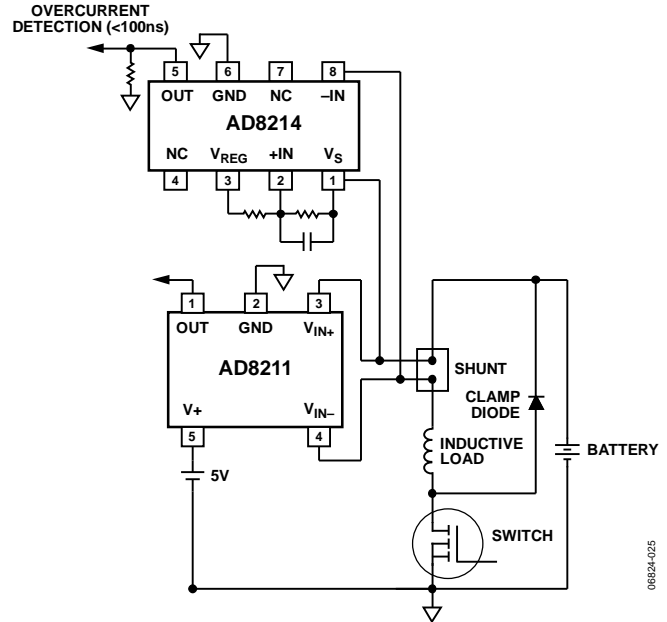 OVERCURRENT
DETECTION (<100ns)
5 6 7 8
OUT GND NC –IN
AD8214
NC VREG +IN VS
4 3 2 1
1 2 3
OUT GND VIN+
AD8211
V+ VIN–
5 4
5V
SHUNT
CLAMP
DIODE
INDUCTIVE
LOAD
BATTERY
SWITCH
06824-025